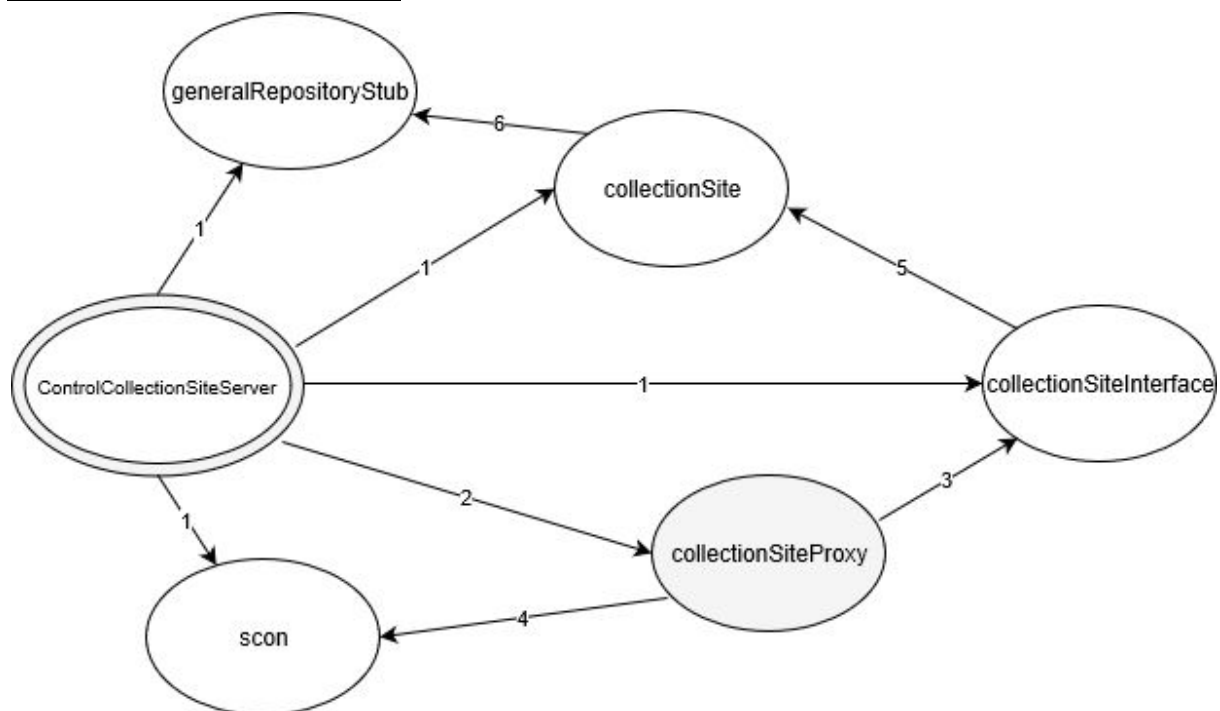 generalRepositoryStub
6
collectionSite
1
1
5
ControlCollectionSiteServer
1
collectionSiteInterface
2
3
1
collectionSiteProxy
4
scon